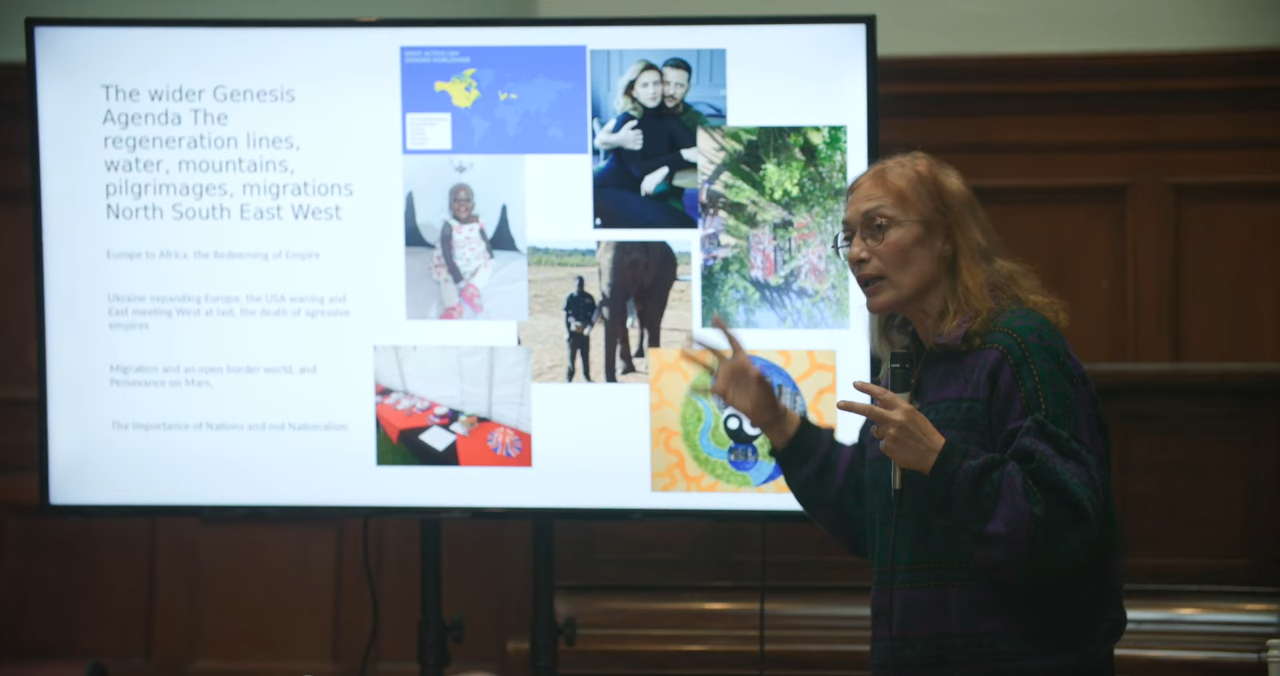 The wider Genesis
Agenda The
regeneration lines,
water, mountains,
pilgrimages, migrations
North South East West
Europe to Africa, the Redeeming of Empire
Ukraine expanding Europe, the USA waning and
East meeting West at last, the death of agressive
empires
Migration and an open border world, and
Persevance on Mars,
The Importance of Nations and not Nationalism